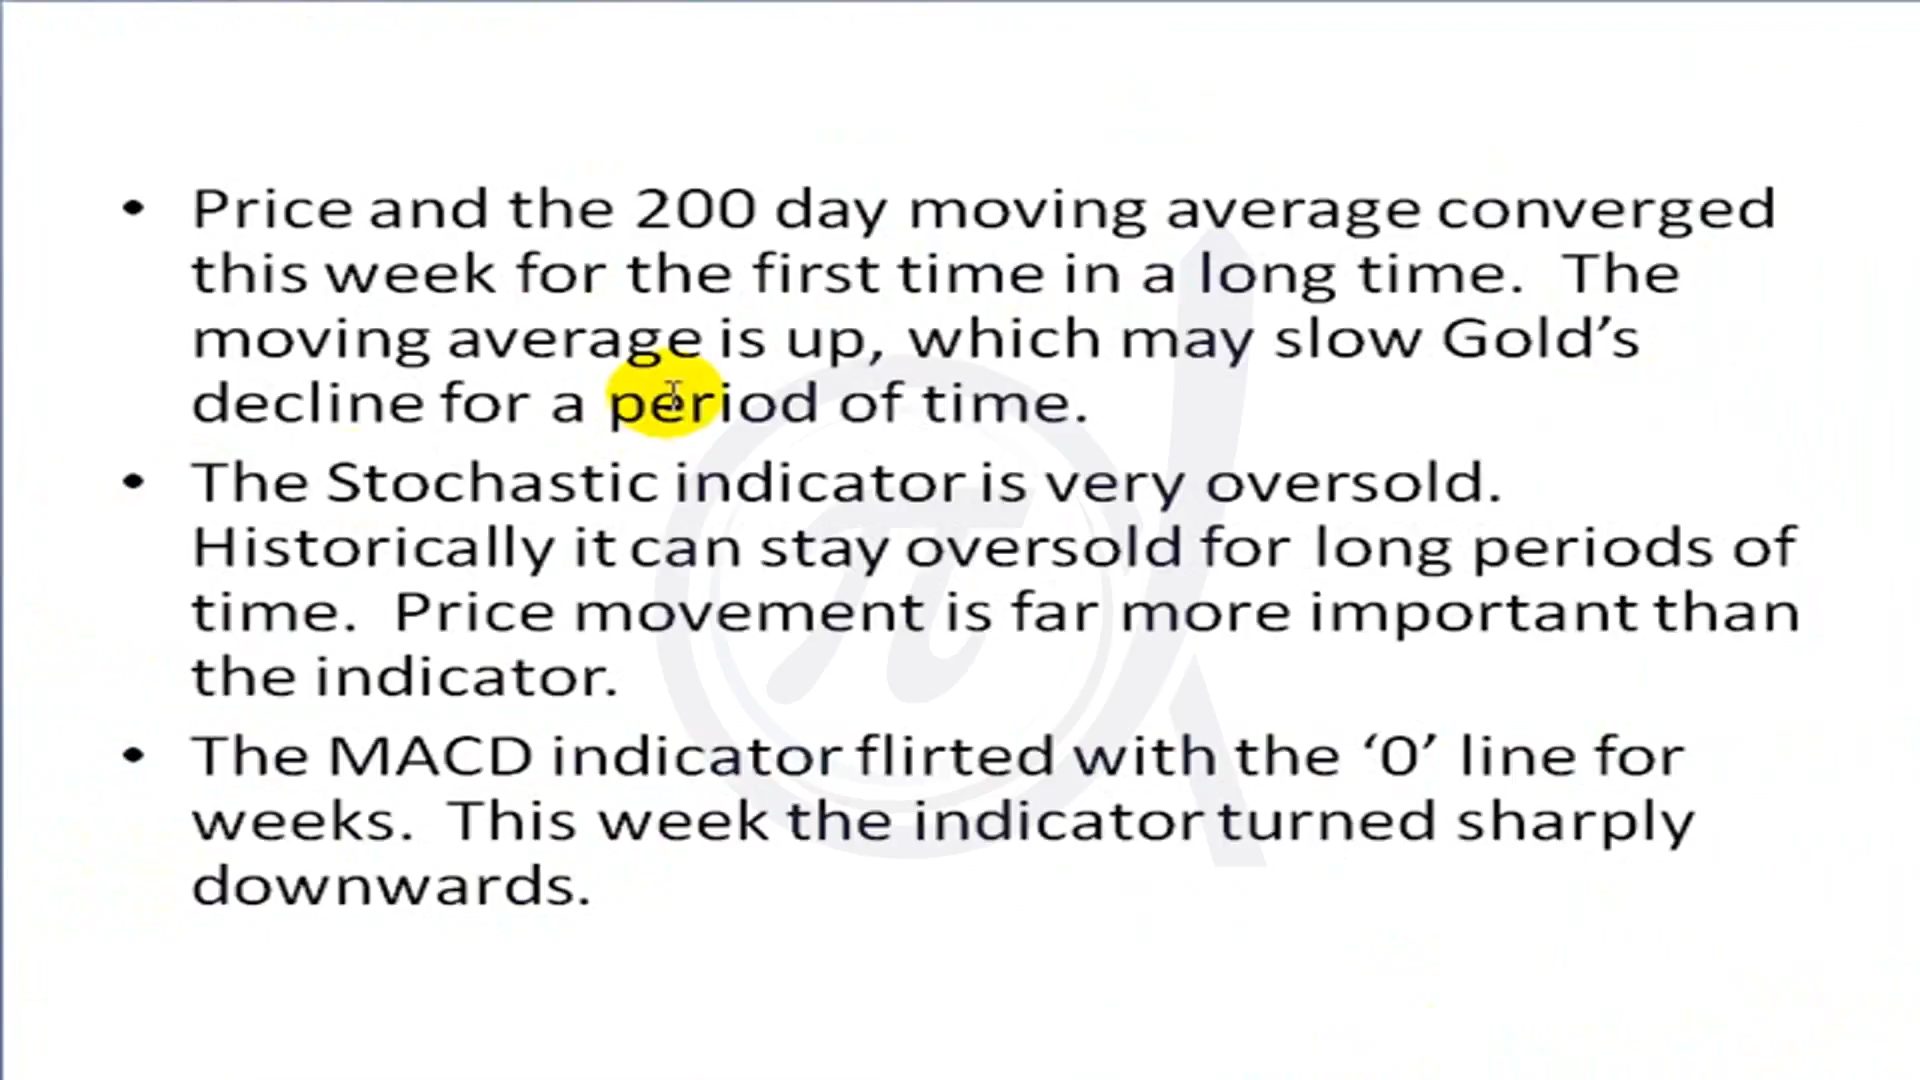 • Price and the 200 day moving average converged
this week for the first time in a long time.  The
moving average is up, which may slow Gold’s
decline for a period of time.
• The Stochastic indicator is very oversold.
Historically it can stay oversold for long periods of
time.  Price movement is far more important than
the indicator.
• The MACD indicator flirted with the ‘0’ line for
weeks.  This week the indicator turned sharply
downwards.